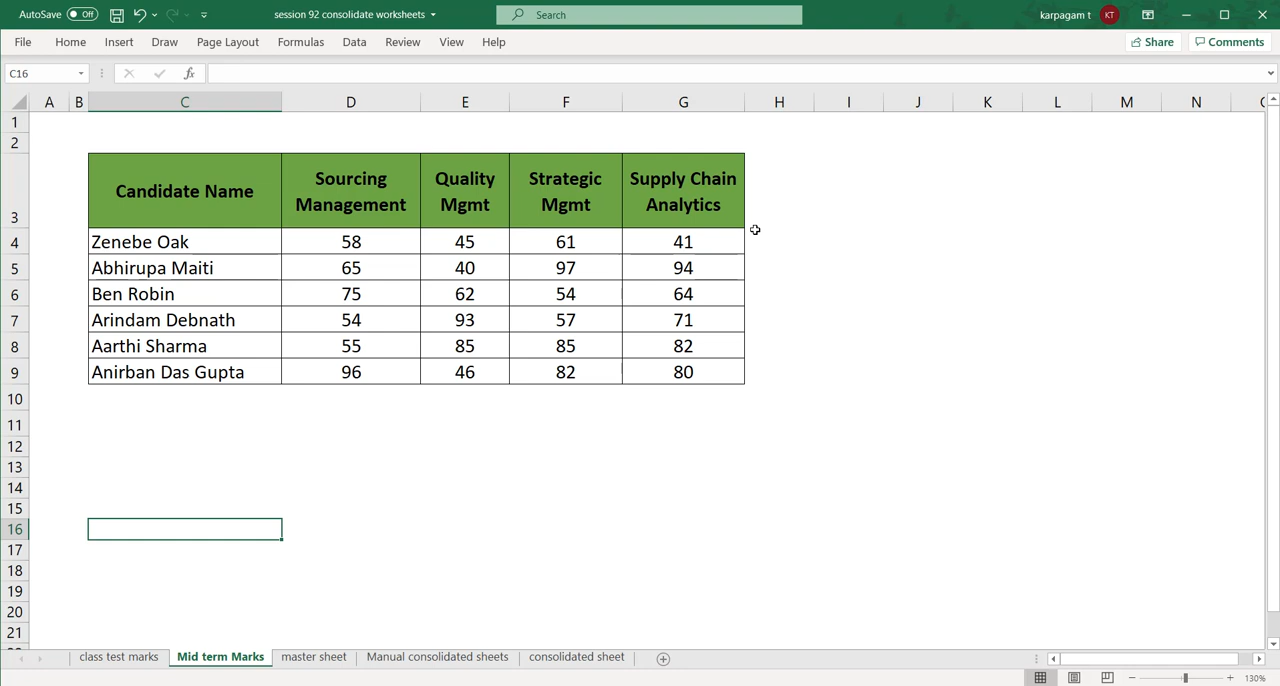 AutoSave Off session 92 consolidate worksheets Search karpagam t KT
File Home Insert Draw Page Layout Formulas Data Review View Help Share Comments
C16 fx
A B C D E F G H I J K L M N
1
2
3 Candidate Name Sourcing Management Quality Mgmt Strategic Mgmt Supply Chain Analytics
4 Zenebe Oak 58 45 61 41
5 Abhirupa Maiti 65 40 97 94
6 Ben Robin 75 62 54 64
7 Arindam Debnath 54 93 57 71
8 Aarthi Sharma 55 85 85 82
9 Anirban Das Gupta 96 46 82 80
10
11
12
13
14
15
16
17
18
19
20
21
class test marks Mid term Marks master sheet Manual consolidated sheets consolidated sheet
130%